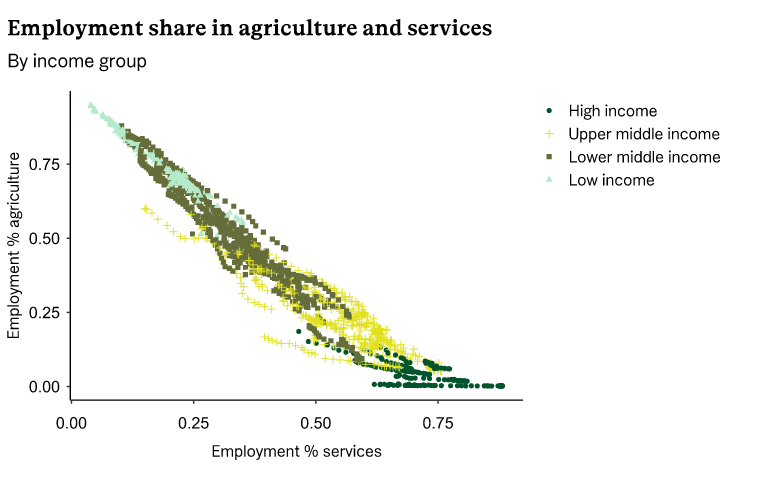 Employment share in agriculture and services
By income group
High income
Upper middle income
Lower middle income
Low income
Employment % agriculture
0.75
0.50
0.25
0.00
0.00 0.25 0.50 0.75
Employment % services